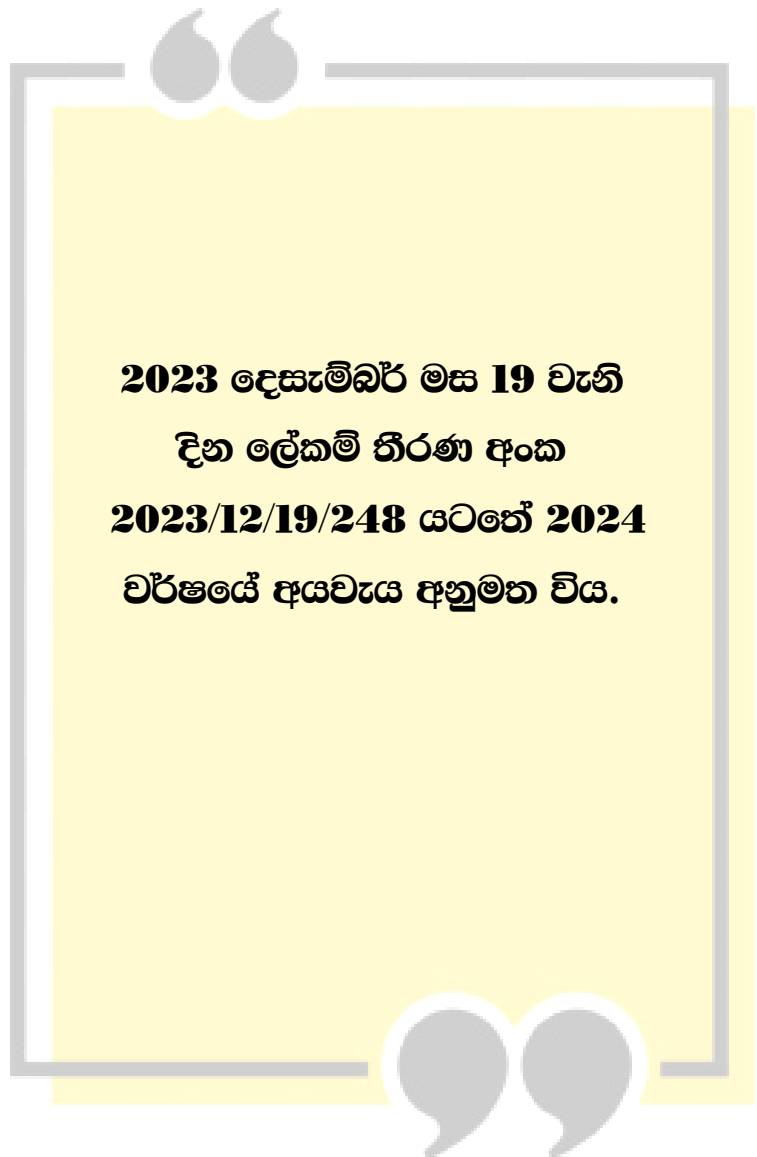 2023 දෙසැම්බර් මස 19 වැනි
දින ලේකම් තීරණ අංක
2023/12/19/248 යටතේ 2024
වර්ෂයේ අයවැය අනුමත විය.